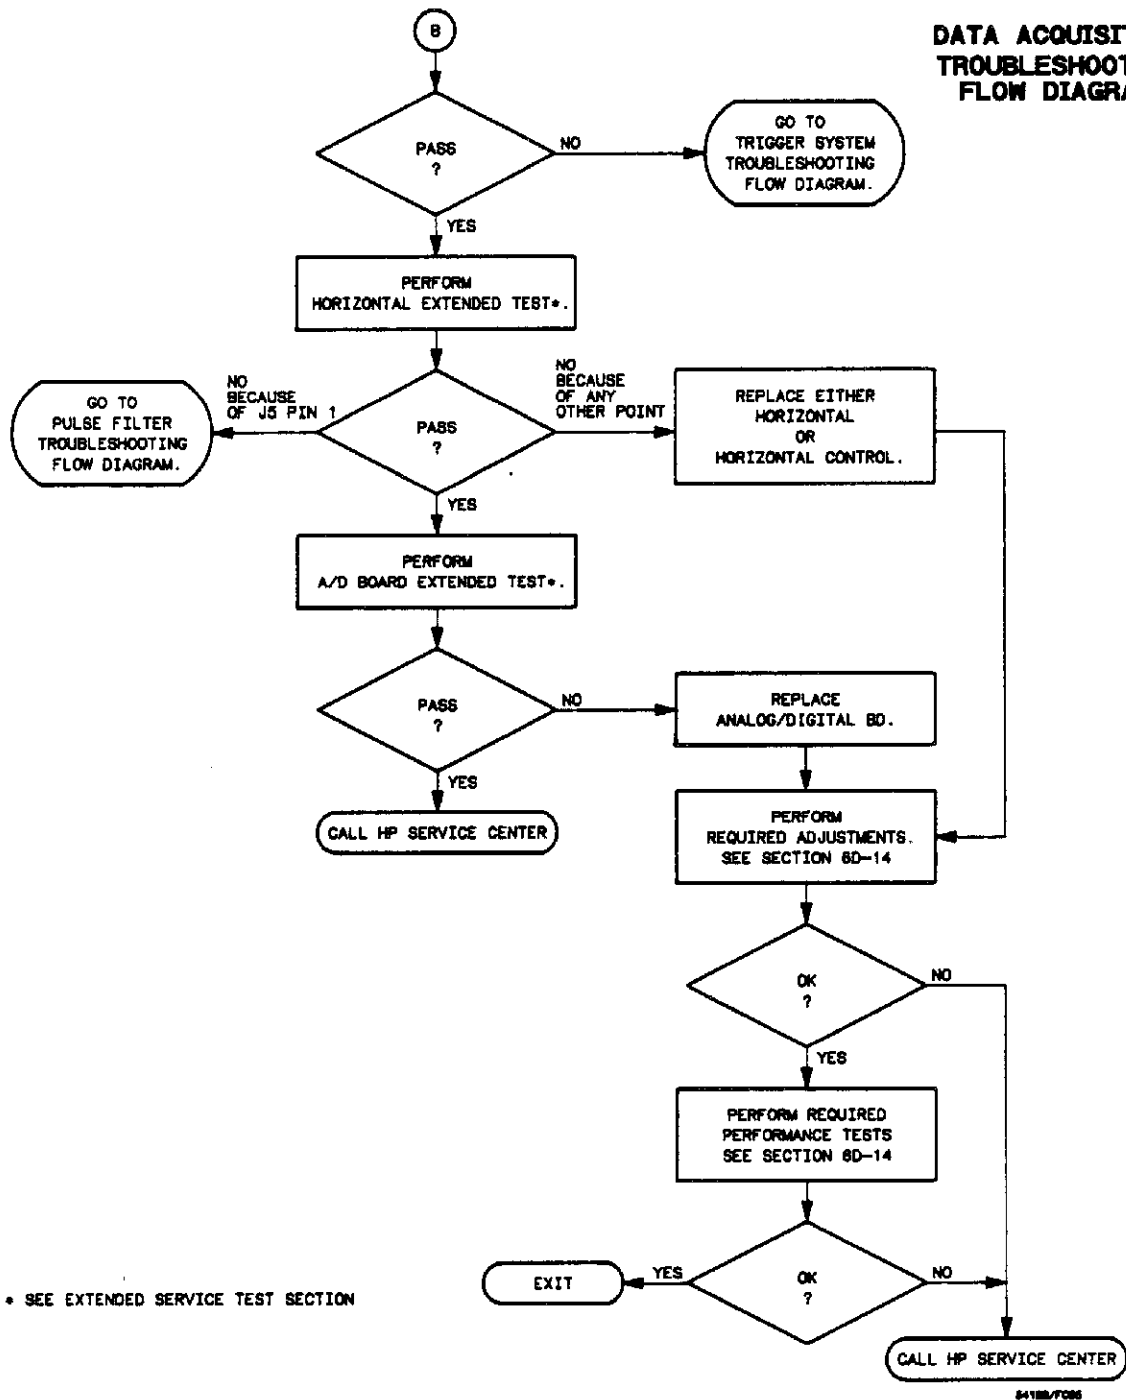 B
DATA ACQUISIT
TROUBLESHOOT
FLOW DIAGRA
PASS
?
NO
GO TO
TRIGGER SYSTEM
TROUBLESHOOTING
FLOW DIAGRAM.
YES
PERFORM
HORIZONTAL EXTENDED TEST*.
GO TO
PULSE FILTER
TROUBLESHOOTING
FLOW DIAGRAM.
NO
BECAUSE
OF J5 PIN 1
PASS
?
NO
BECAUSE
OF ANY
OTHER POINT
REPLACE EITHER
HORIZONTAL
OR
HORIZONTAL CONTROL.
YES
PERFORM
A/D BOARD EXTENDED TEST*.
PASS
?
NO
REPLACE
ANALOG/DIGITAL BD.
YES
CALL HP SERVICE CENTER
PERFORM
REQUIRED ADJUSTMENTS.
SEE SECTION 6D-14
OK
?
NO
YES
PERFORM REQUIRED
PERFORMANCE TESTS
SEE SECTION 6D-14
EXIT
YES
OK
?
NO
* SEE EXTENDED SERVICE TEST SECTION
CALL HP SERVICE CENTER